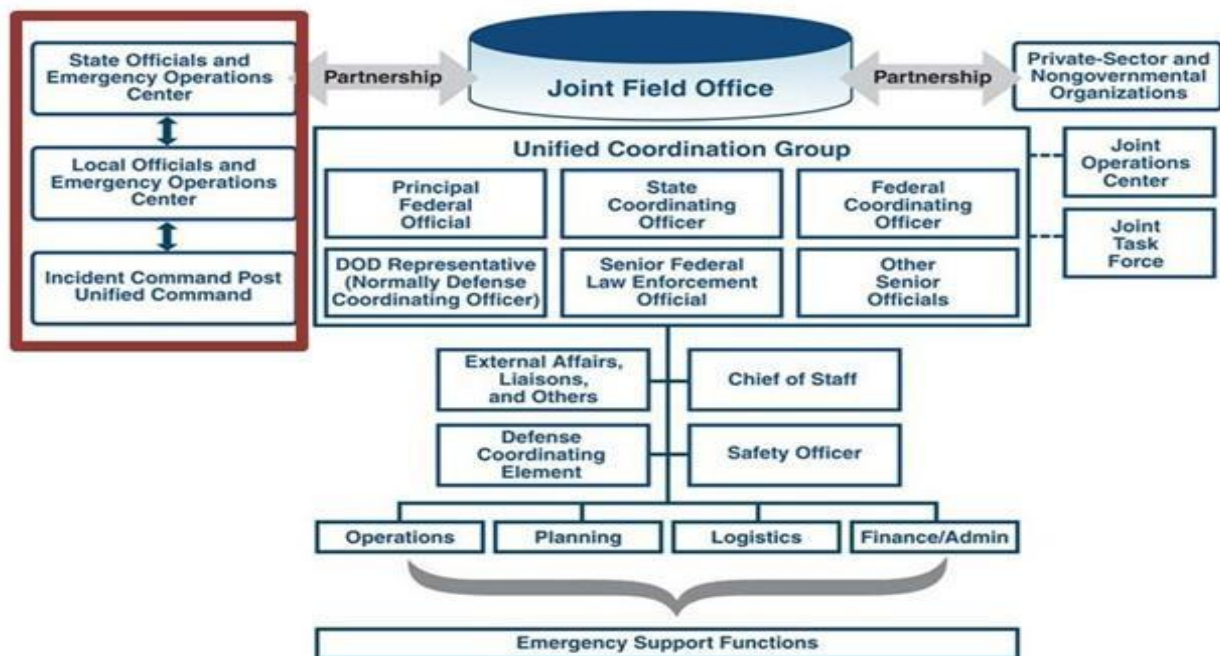 State Officials and
Emergency Operations
Center
Partnership
Joint Field Office
Partnership
Private-Sector and
Nongovernmental
Organizations
Local Officials and
Emergency Operations
Center
Incident Command Post
Unified Command
Unified Coordination Group
Principal
Federal
Official
State
Coordinating
Officer
Federal
Coordinating
Officer
DOD Representative
(Normally Defense
Coordinating Officer)
Senior Federal
Law Enforcement
Official
Other
Senior
Officials
Joint
Operations
Center
Joint
Task
Force
External Affairs,
Liaisons,
and Others
Chief of Staff
Defense
Coordinating
Element
Safety Officer
Operations
Planning
Logistics
Finance/Admin
Emergency Support Functions